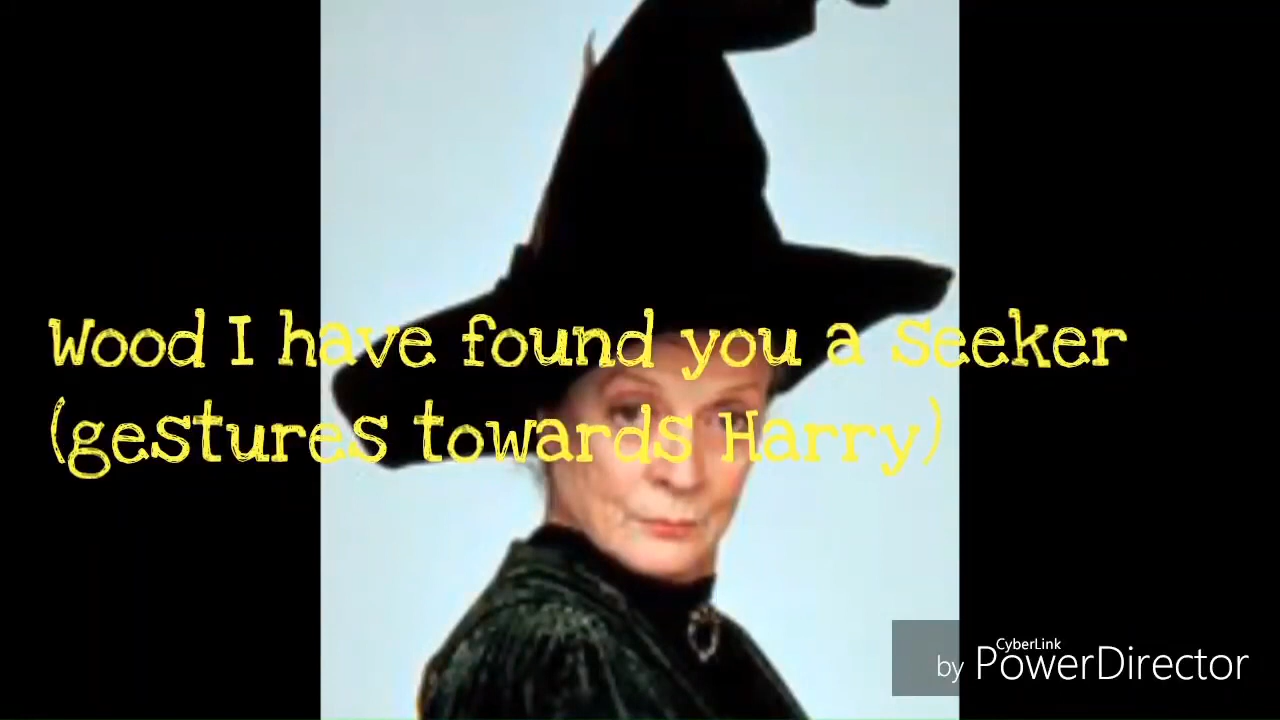 Wood I have found you a seeker
(gestures towards Harry)
CyberLink
by PowerDirector